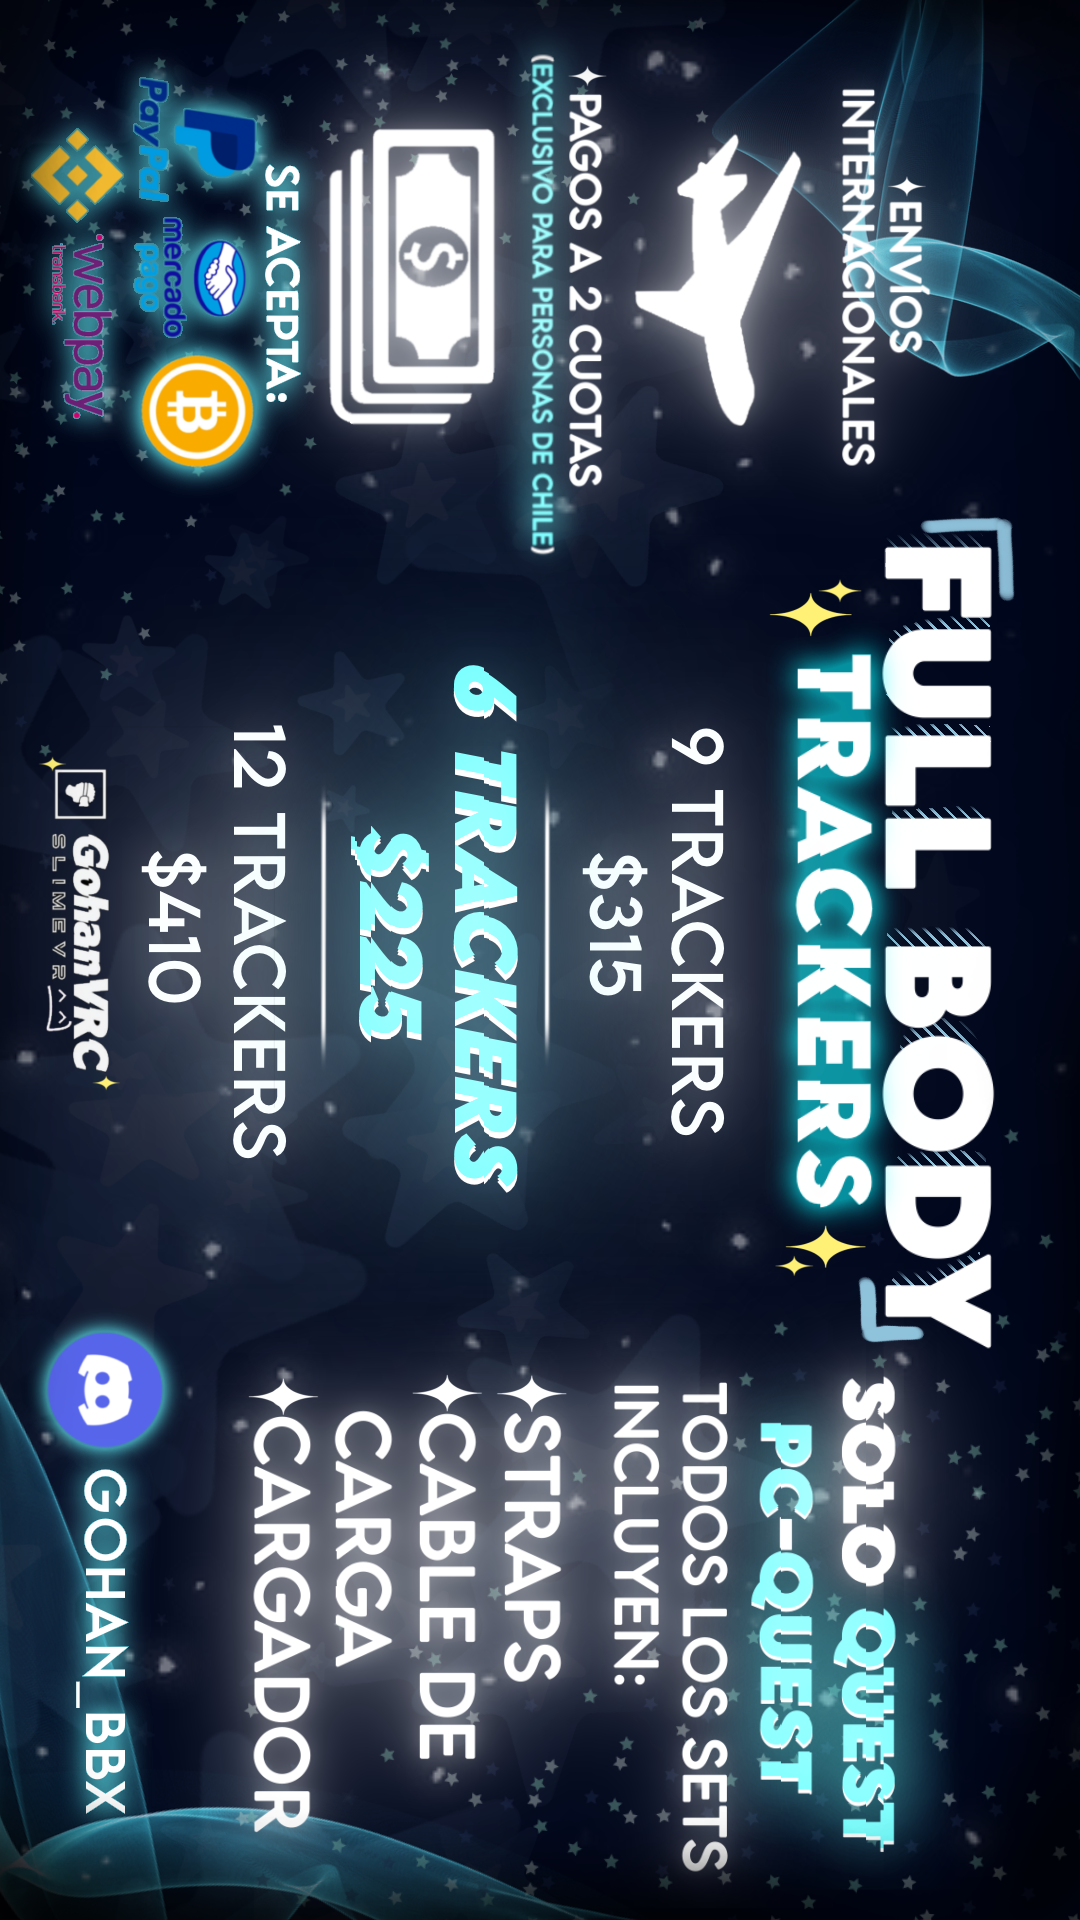 [FULL BODY]
TRACKERS
ENVÍOS
INTERNACIONALES
PAGOS A 2 CUOTAS
(EXCLUSIVO PARA PERSONAS DE CHILE)
SE ACEPTA:
PayPal
mercado
pago
webpay.
transbank.
9 TRACKERS
$315
6 TRACKERS
$225
12 TRACKERS
$410
GohanVRC
SLIMEVR
SOLO QUEST
PC-QUEST
TODOS LOS SETS
INCLUYEN:
STRAPS
CABLE DE
CARGA
CARGADOR
GOHAN_BBX